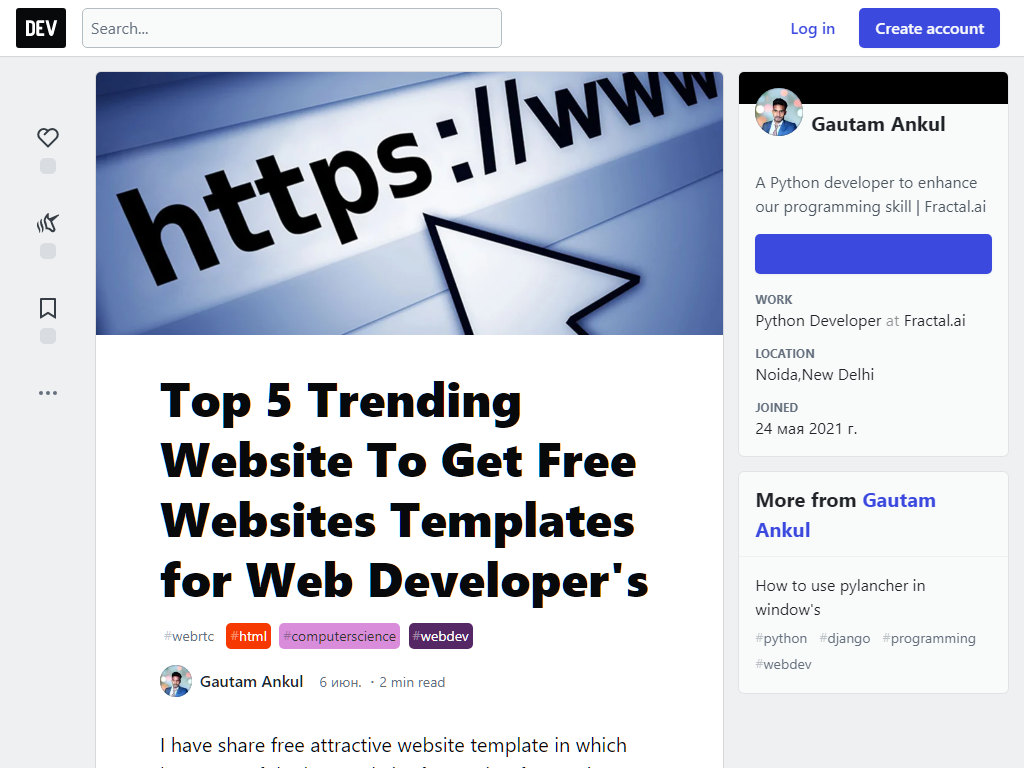 DEV
Search...
Log in
Create account
https://www
Gautam Ankul
A Python developer to enhance
our programming skill | Fractal.ai
WORK
Python Developer at Fractal.ai
LOCATION
Noida,New Delhi
JOINED
24 мая 2021 г.
Top 5 Trending
Website To Get Free
Websites Templates
for Web Developer's
#webrtc #html #computerscience #webdev
Gautam Ankul 6 июн. · 2 min read
I have share free attractive website template in which
More from Gautam
Ankul
How to use pylancher in
window's
#python #django #programming
#webdev